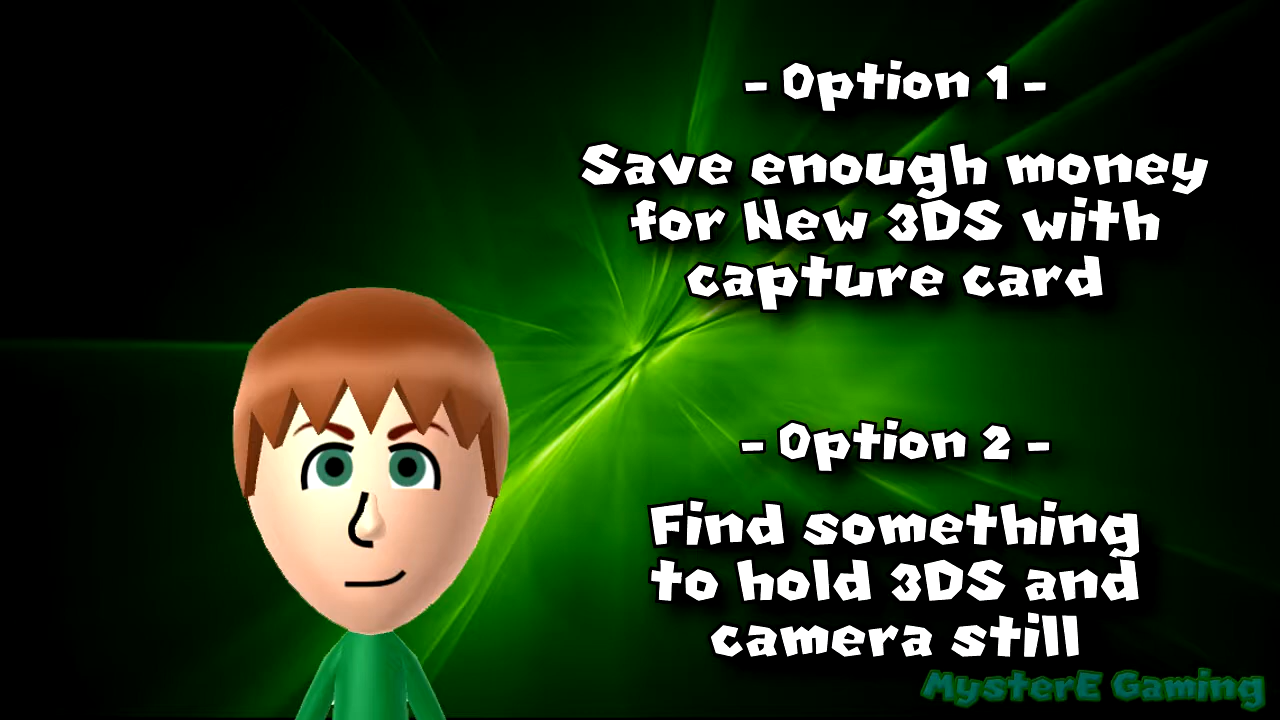 - Option 1 -
Save enough money
for New 3DS with
capture card
- Option 2 -
Find something
to hold 3DS and
camera still
MysterE Gaming